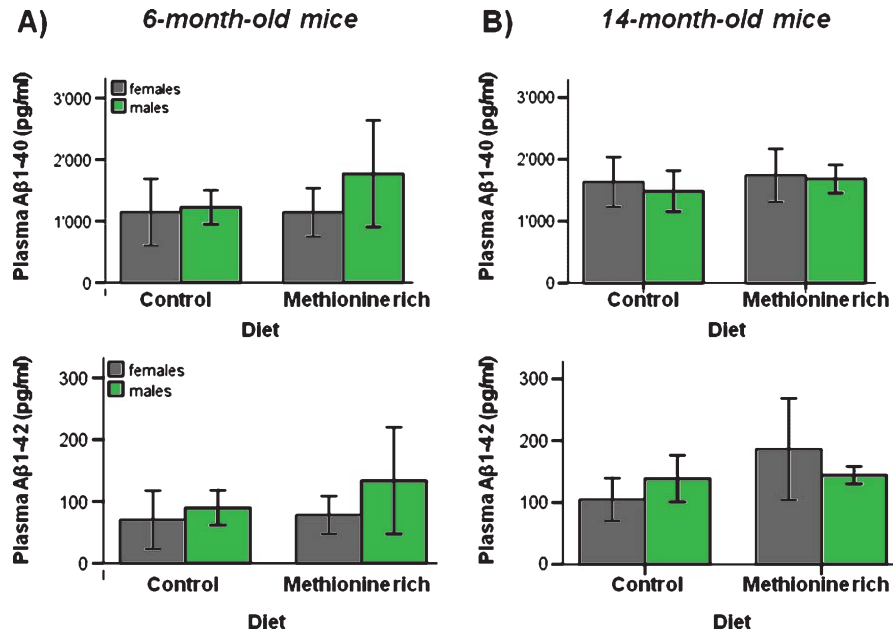 A) 6-month-old mice
B) 14-month-old mice
Plasma Aβ1-40 (pg/ml)
3'000
2'000
1'000
0
females
males
Control Methionine rich
Diet
Plasma Aβ1-40 (pg/ml)
3'000
2'000
1'000
0
Control Methionine rich
Diet
Plasma Aβ1-42 (pg/ml)
300
200
100
0
females
males
Control Methionine rich
Diet
Plasma Aβ1-42 (pg/ml)
300
200
100
0
Control Methionine rich
Diet